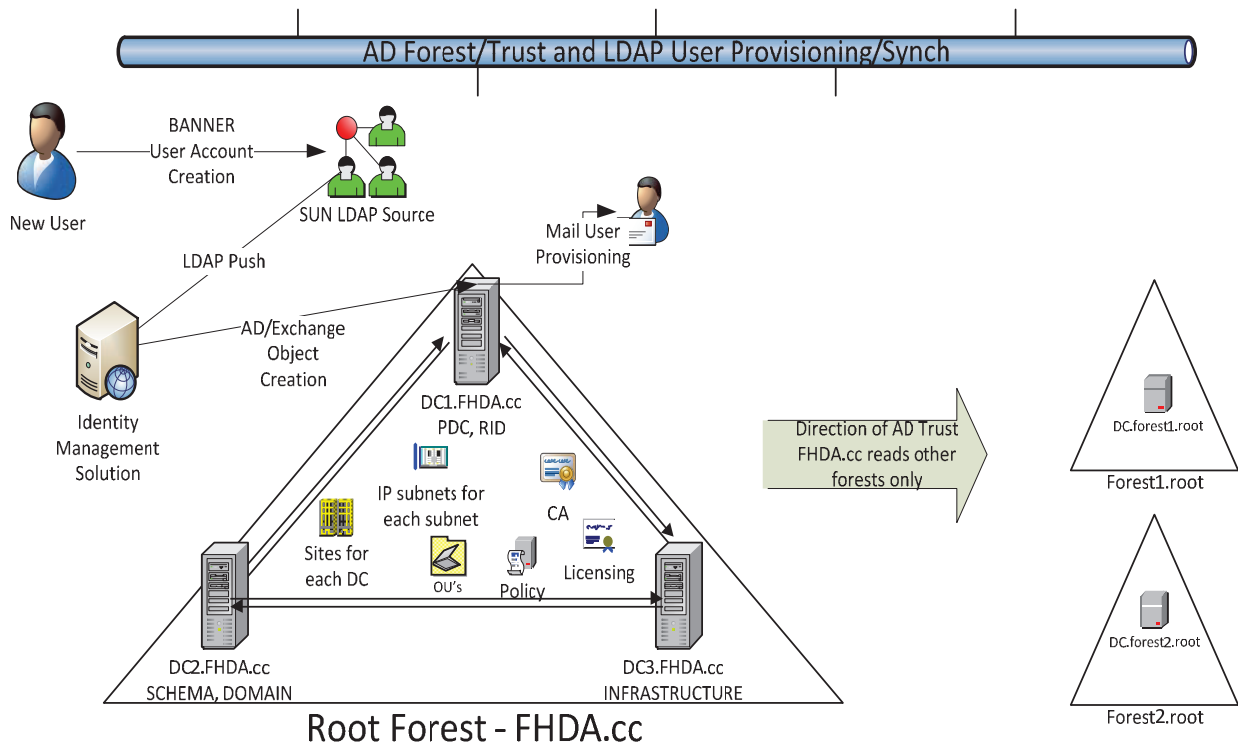 AD Forest/Trust and LDAP User Provisioning/Synch
BANNER
User Account
Creation
New User
SUN LDAP Source
Mail User
Provisioning
LDAP Push
AD/Exchange
Object
Creation
Identity
Management
Solution
DC1.FHDA.cc
PDC, RID
IP subnets for
each subnet
CA
Sites for
each DC
OU's
Policy
Licensing
DC2.FHDA.cc
SCHEMA, DOMAIN
DC3.FHDA.cc
INFRASTRUCTURE
Root Forest - FHDA.cc
Direction of AD Trust
FHDA.cc reads other
forests only
DC.forest1.root
Forest1.root
DC.forest2.root
Forest2.root